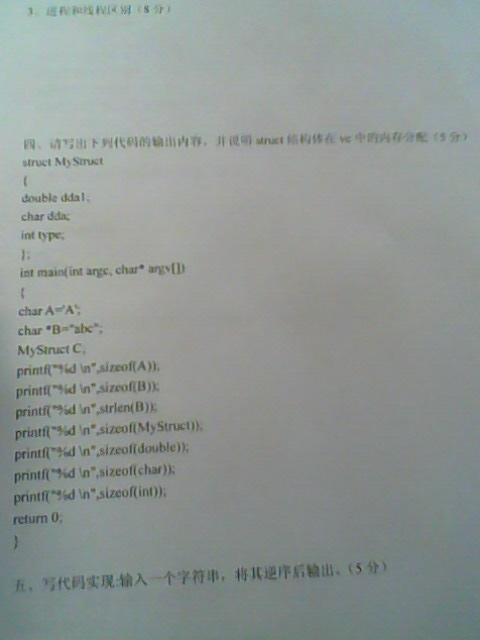 3、进程和线程区别（8 分）
四、请写出下列代码的输出内容，并说明 struct 结构体在 vc 中的内存分配（5 分）
struct MyStruct
{
double dda1;
char dda;
int type;
};
int main(int argc, char* argv[])
{
char A='A';
char *B="abc";
MyStruct C;
printf("%d \n",sizeof(A));
printf("%d \n",sizeof(B));
printf("%d \n",strlen(B));
printf("%d \n",sizeof(MyStruct));
printf("%d \n",sizeof(double));
printf("%d \n",sizeof(char));
printf("%d \n",sizeof(int));
return 0;
}
五、写代码实现:输入一个字符串，将其逆序后输出。（5 分）